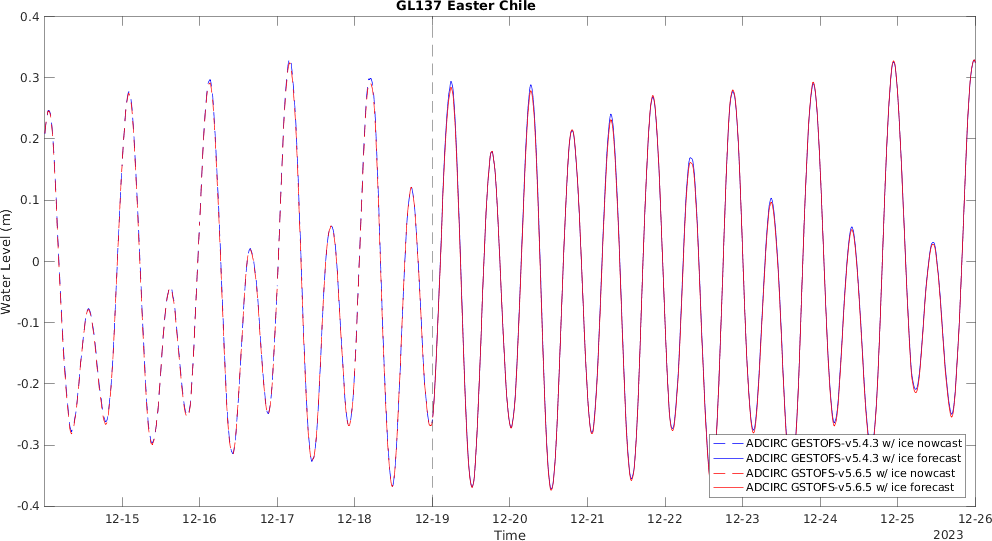 GL137 Easter Chile
0.4
0.3
0.2
0.1
0
-0.1
-0.2
-0.3
-0.4
Water Level (m)
ADCIRC GESTOFS-v5.4.3 w/ ice nowcast
ADCIRC GESTOFS-v5.4.3 w/ ice forecast
ADCIRC GSTOFS-v5.6.5 w/ ice nowcast
ADCIRC GSTOFS-v5.6.5 w/ ice forecast
12-15 12-16 12-17 12-18 12-19 12-20 12-21 12-22 12-23 12-24 12-25 12-26
Time
2023